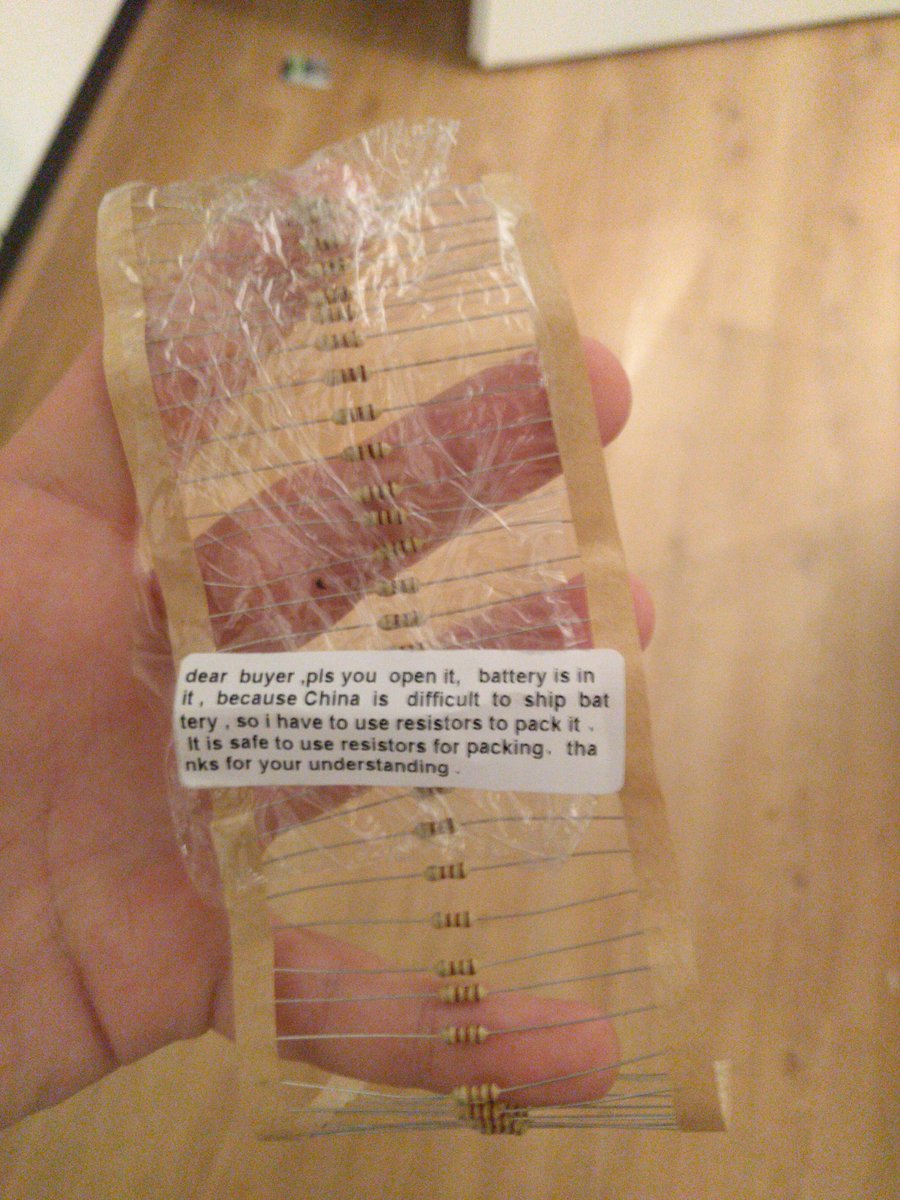 dear buyer ,pls you open it, battery is in
it , because China is difficult to ship bat
tery , so i have to use resistors to pack it .
It is safe to use resistors for packing. tha
nks for your understanding .